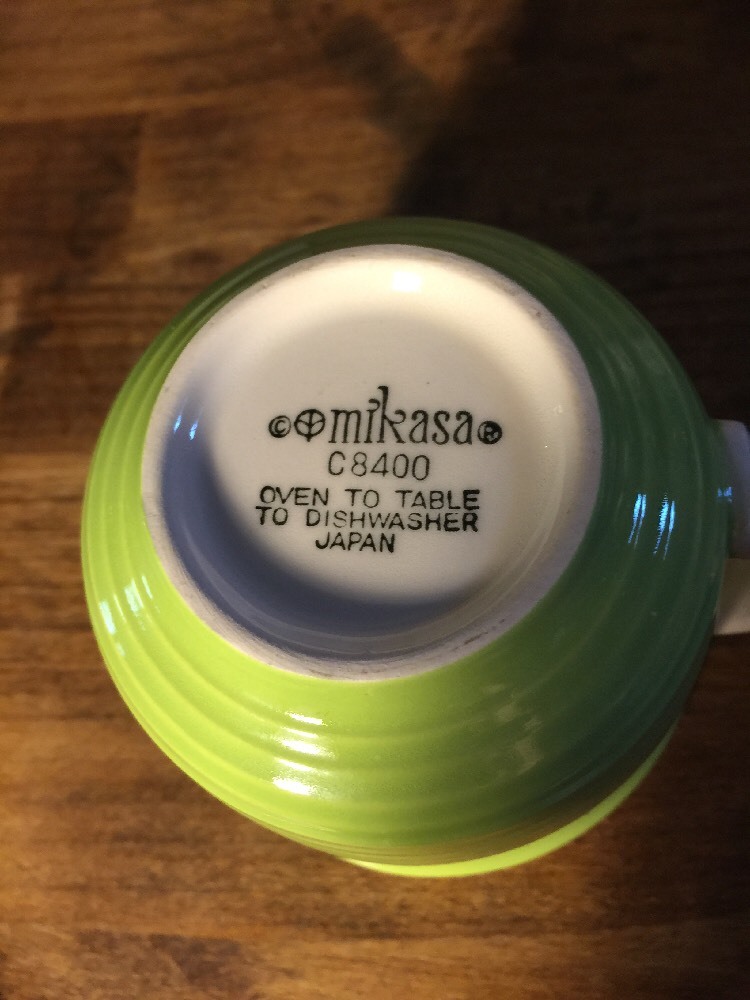 ©⊕mikasa®
C8400
OVEN TO TABLE
TO DISHWASHER
JAPAN